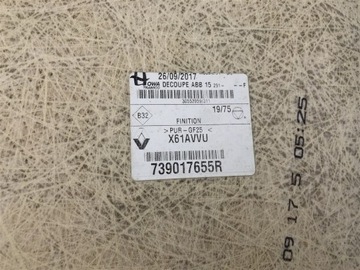 26/09/2017
DECOUPE ABB 15
19/75
B32
FINITION
>PUR-GF25<
X61AVVU
739017655R
09 17 5 05:25